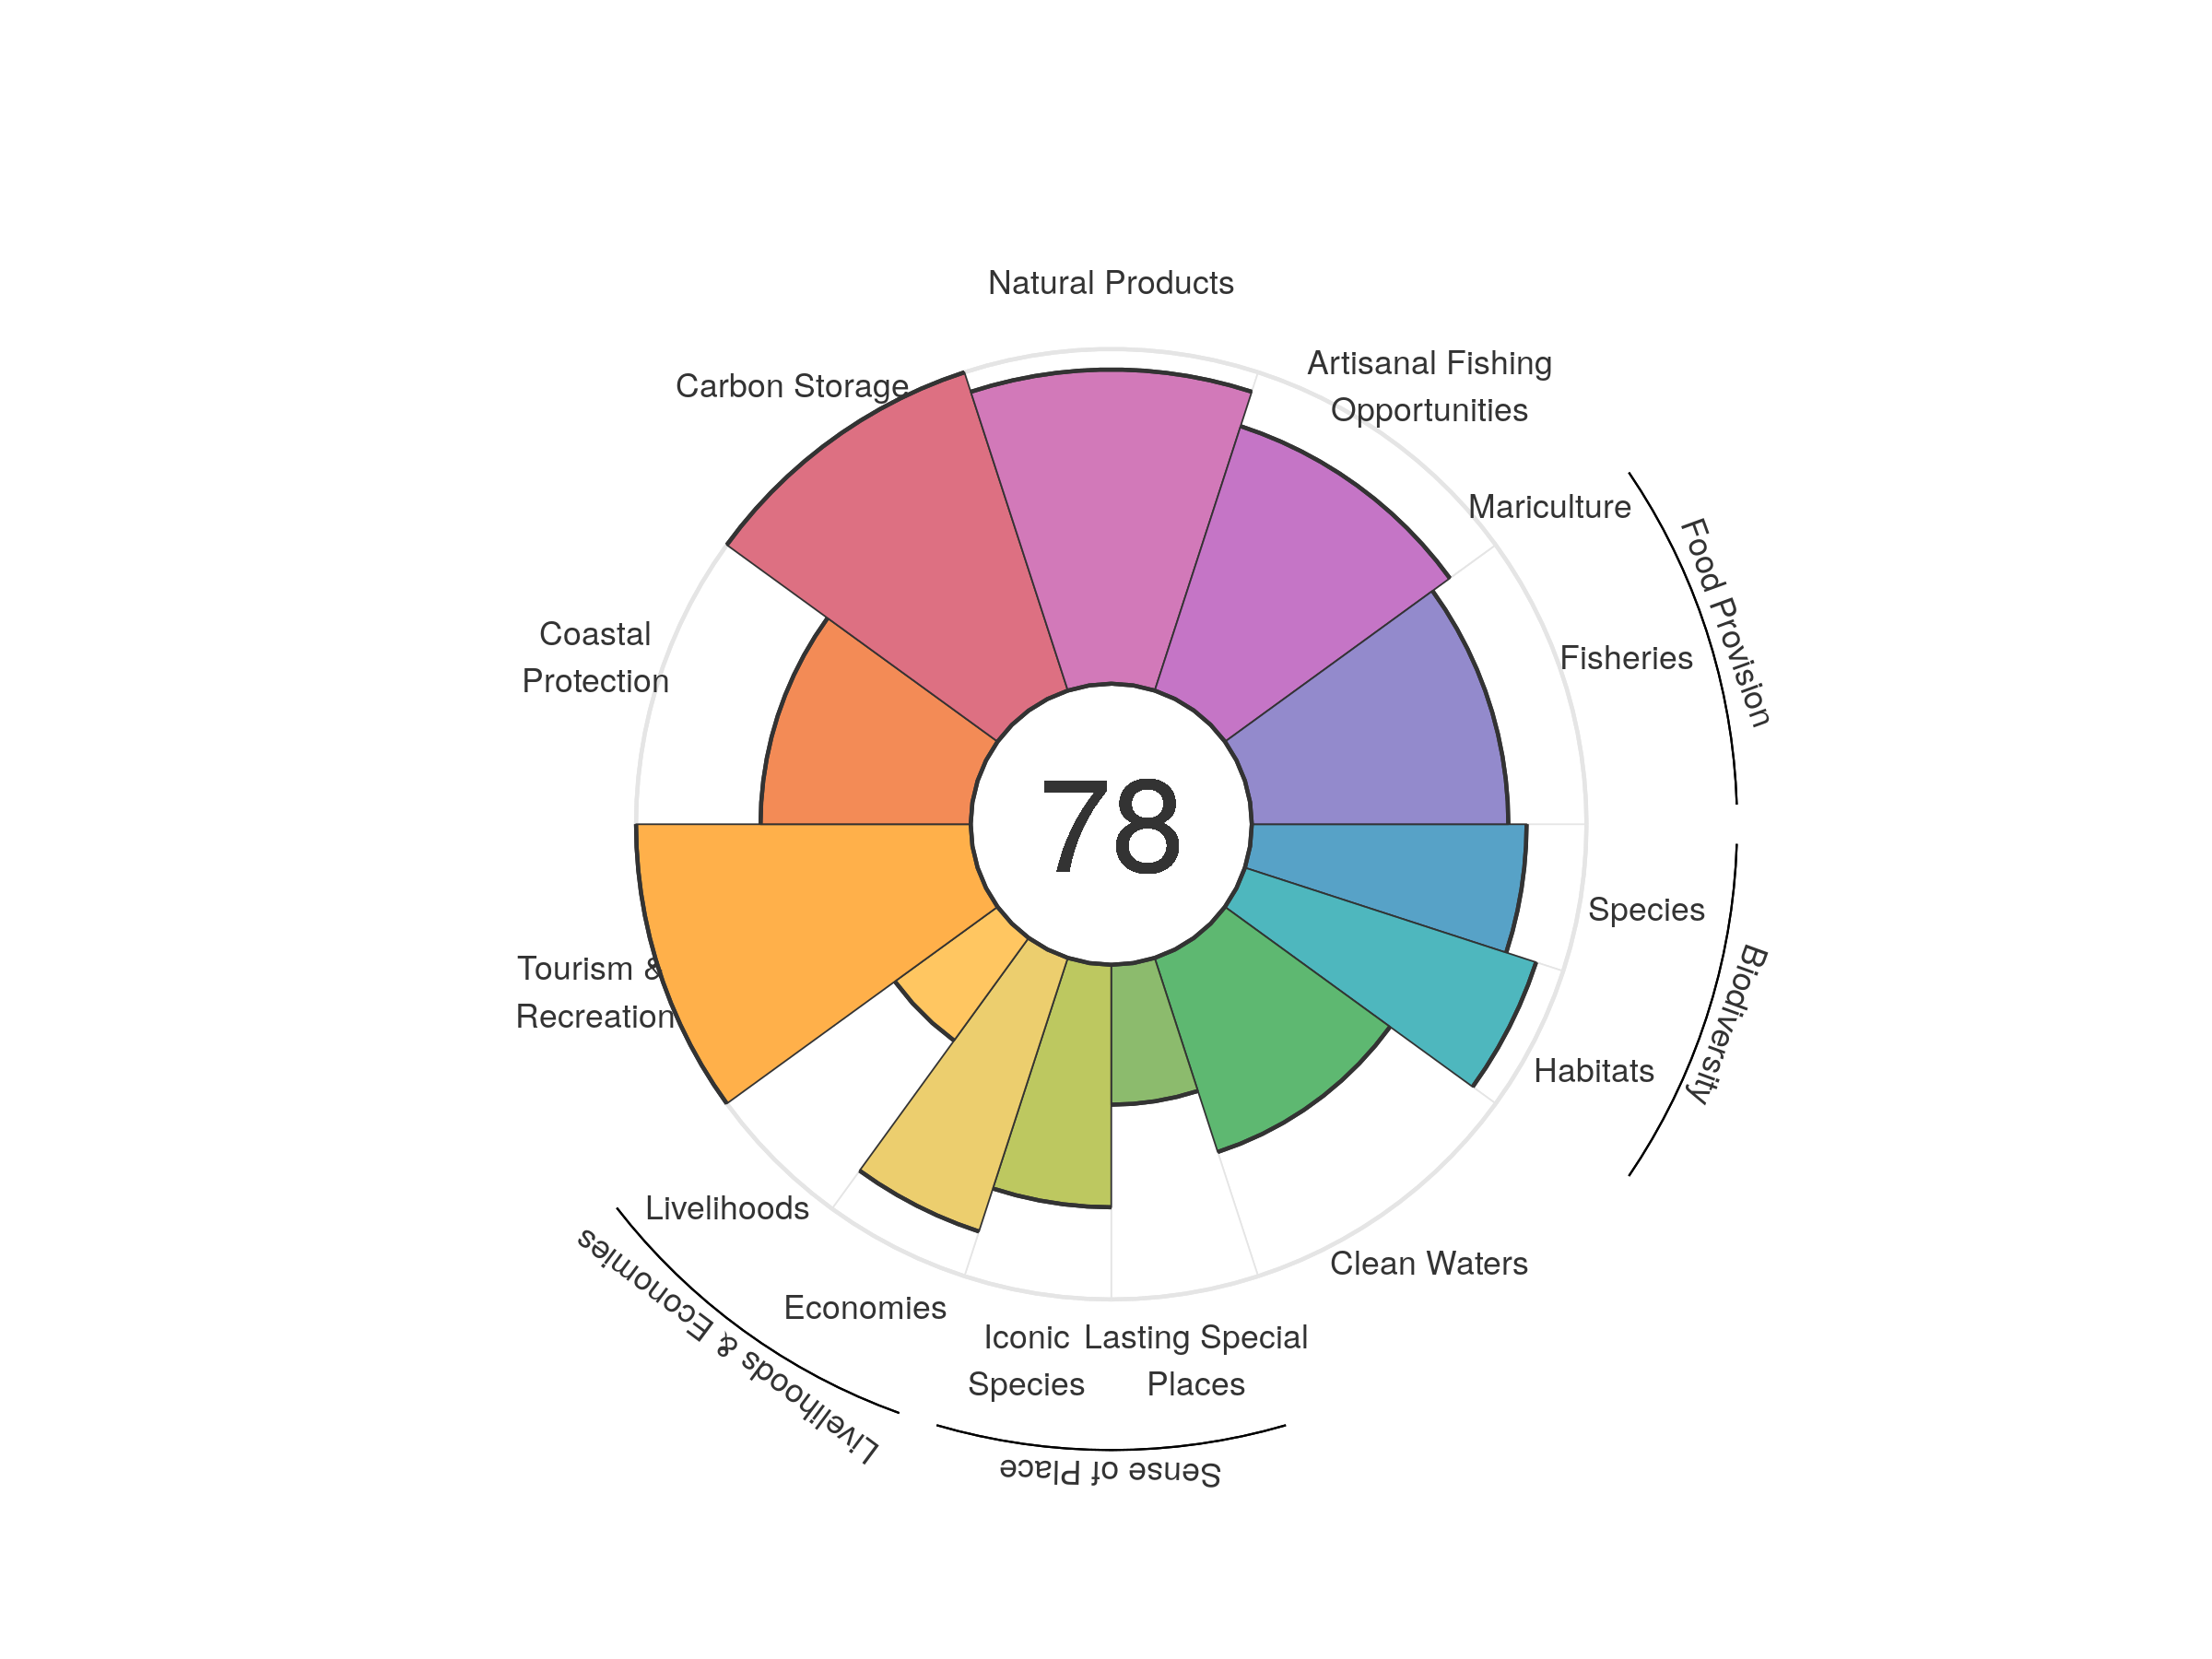 Natural Products
Artisanal Fishing
Opportunities
Carbon Storage
Mariculture
Food Provision
Fisheries
Coastal
Protection
78
Species
Biodiversity
Habitats
Tourism &
Recreation
Livelihoods
Livelihoods & Economies
Economies
Clean Waters
Iconic
Species
Lasting Special
Places
Sense of Place